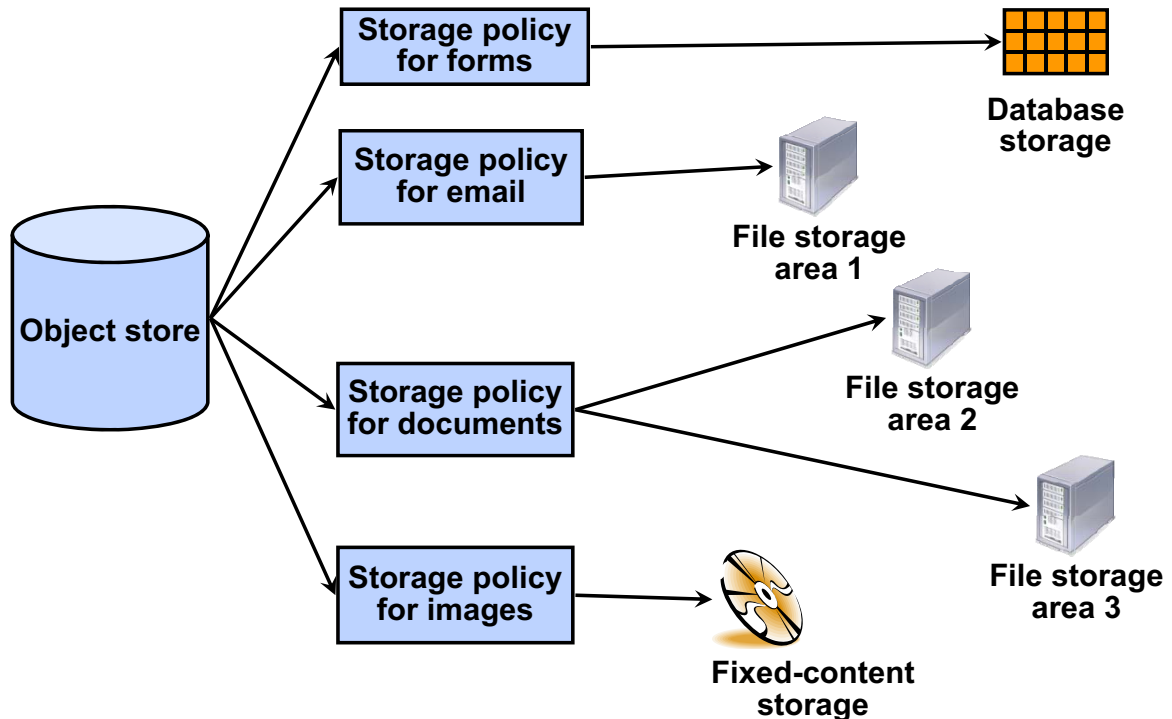 Storage policy
for forms
Database
storage
Storage policy
for email
File storage
area 1
Object store
Storage policy
for documents
File storage
area 2
File storage
area 3
Storage policy
for images
Fixed-content
storage